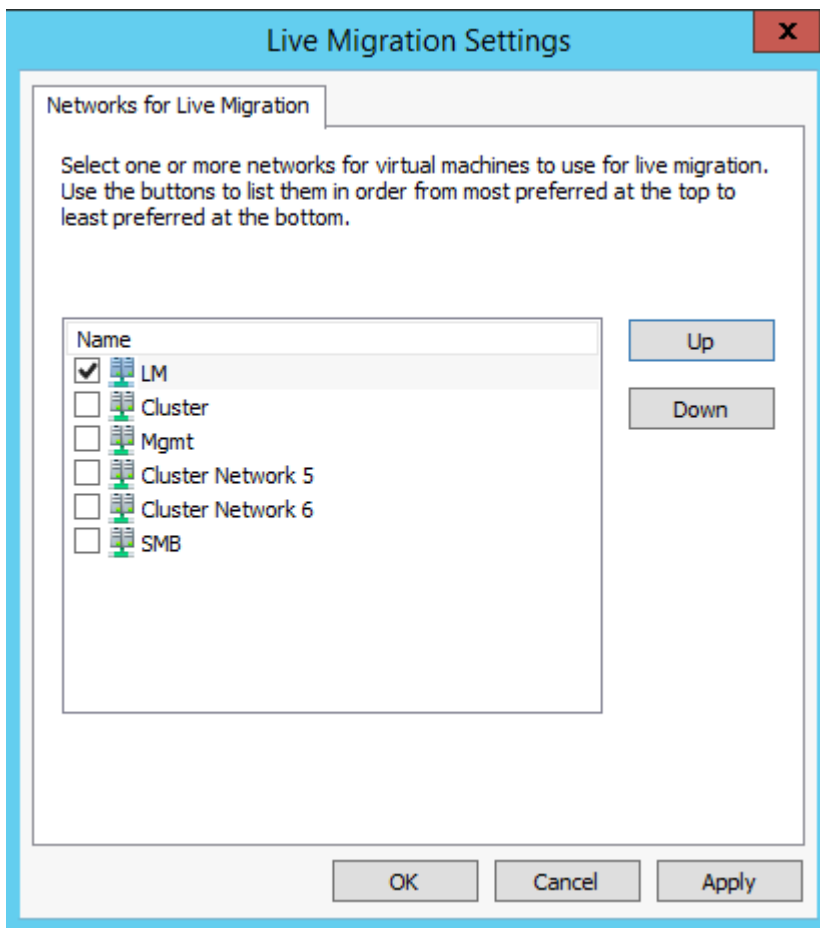 Live Migration Settings
x
Networks for Live Migration
Select one or more networks for virtual machines to use for live migration.
Use the buttons to list them in order from most preferred at the top to
least preferred at the bottom.
Name
Up
LM
Cluster
Down
Mgmt
Cluster Network 5
Cluster Network 6
SMB
OK
Cancel
Apply